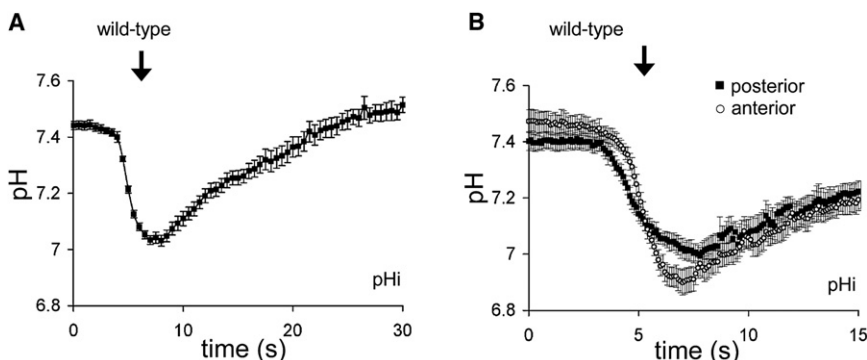 A
wild-type
7.6
7.4
7.2
7
6.8
pH
pHi
0
10
20
30
time (s)
B
wild-type
posterior
anterior
7.6
7.4
7.2
7
6.8
pH
pHi
0
5
10
15
time (s)